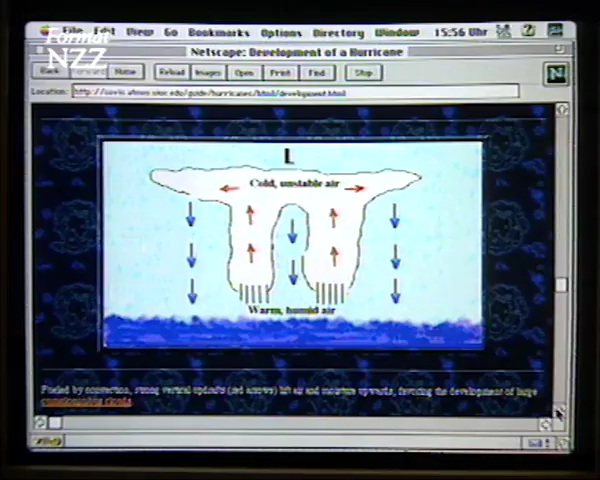 Format
NZZ
File Edit View Go Bookmarks Options Directory Window 15:56 Uhr
Netscape: Development of a Hurricane
Back Forward Home Reload Images Open Print Find Stop
Location:
L
Cold, unstable air
Warm, humid air
Fueled by convection, strong vertical updrafts (red arrows) lift air and moisture upwards, favoring the development of large
cumulonimbus clouds